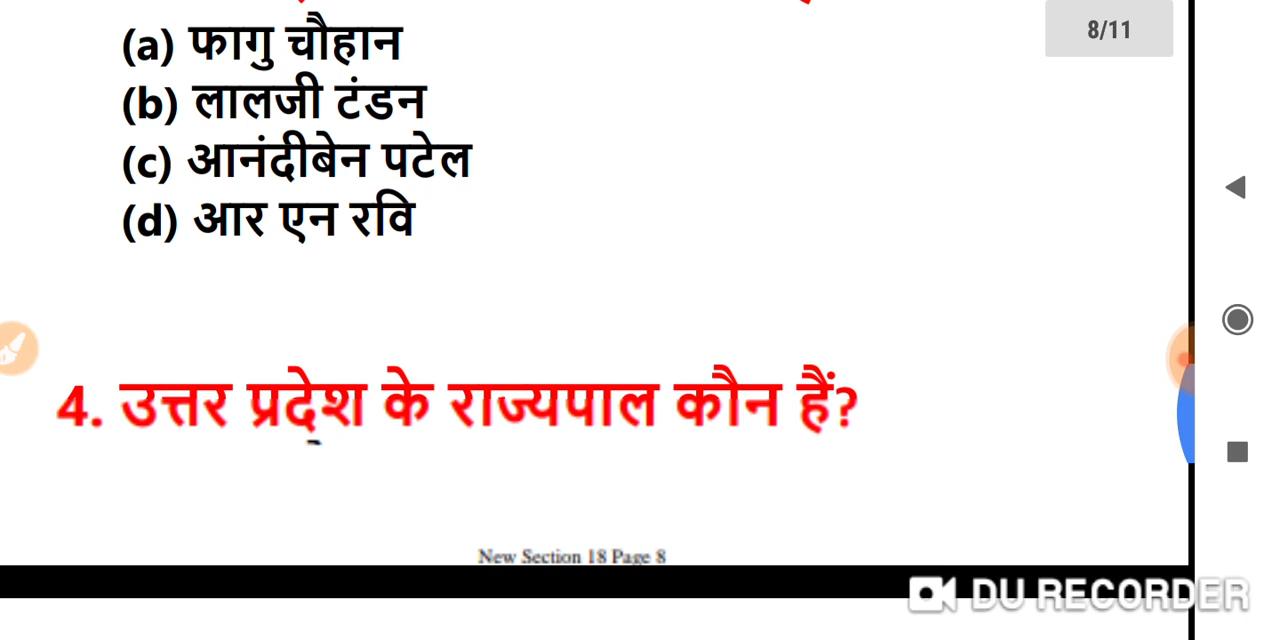 8/11
(a) फागु चौहान
(b) लालजी टंडन
(c) आनंदीबेन पटेल
(d) आर एन रवि
4. उत्तर प्रदेश के राज्यपाल कौन हैं?
New Section 18 Page 8
DU RECORDER